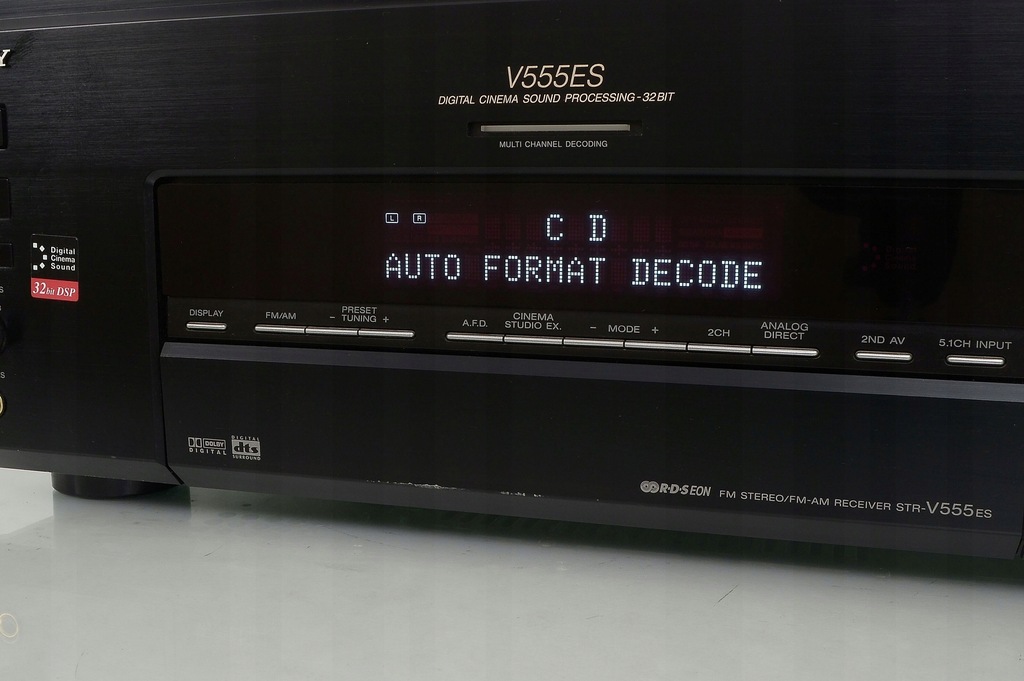 Y
V555ES
DIGITAL CINEMA SOUND PROCESSING-32BIT
MULTI CHANNEL DECODING
L R
C D
AUTO FORMAT DECODE
Digital
Cinema
Sound
32bit DSP
S
DISPLAY
FM/AM
PRESET
- TUNING +
A.F.D.
CINEMA
STUDIO EX.
- MODE +
2CH
ANALOG
DIRECT
2ND AV
5.1CH INPUT
S
DOLBY
DIGITAL
DIGITAL
dts
SURROUND
R·D·S EON FM STEREO/FM-AM RECEIVER STR-V555ES